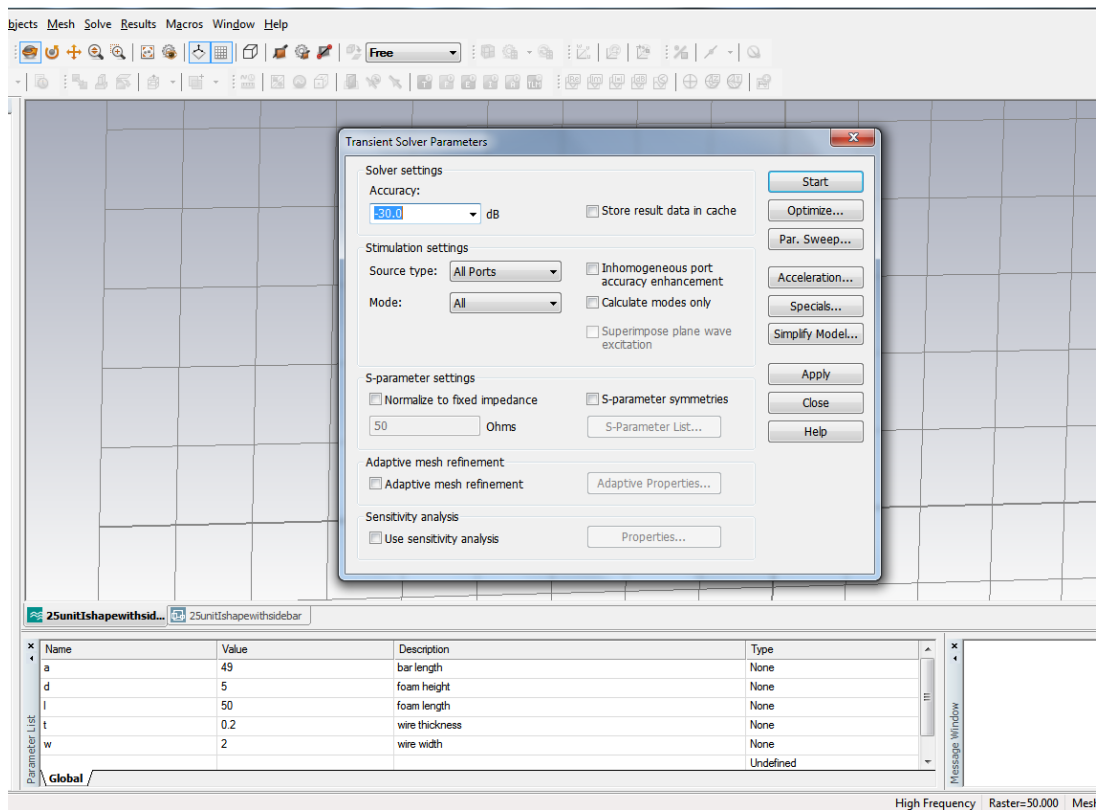 bjects Mesh Solve Results Macros Window Help
Free
Transient Solver Parameters
Solver settings
Accuracy:
-30.0 dB
Store result data in cache
Stimulation settings
Source type: All Ports
Inhomogeneous port
accuracy enhancement
Mode: All
Calculate modes only
Superimpose plane wave
excitation
S-parameter settings
Normalize to fixed impedance
S-parameter symmetries
50 Ohms
S-Parameter List...
Adaptive mesh refinement
Adaptive mesh refinement
Adaptive Properties...
Sensitivity analysis
Use sensitivity analysis
Properties...
Start
Optimize...
Par. Sweep...
Acceleration...
Specials...
Simplify Model...
Apply
Close
Help
25unitIshapewithsid...
25unitIshapewithsidebar
Parameter List
Name Value Description Type
a 49 bar length None
d 5 foam height None
l 50 foam length None
t 0.2 wire thickness None
w 2 wire width None
Undefined
Global
Message Window
High Frequency Raster=50.000 Mesh